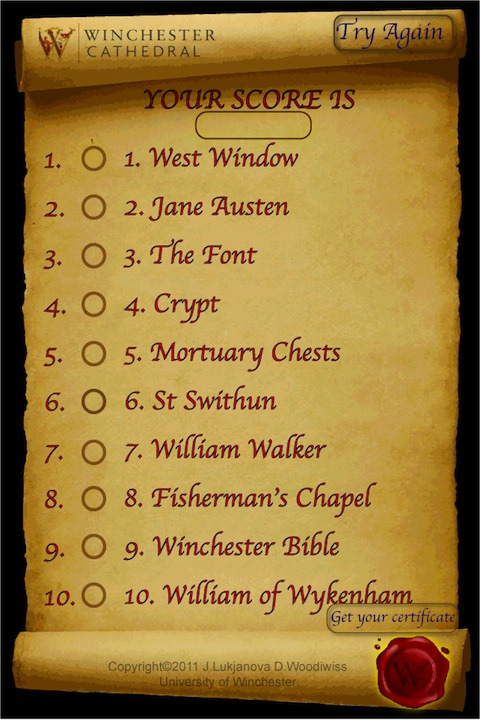 WINCHESTER
CATHEDRAL
Try Again
YOUR SCORE IS
1. 1. West Window
2. 2. Jane Austen
3. 3. The Font
4. 4. Crypt
5. 5. Mortuary Chests
6. 6. St Swithun
7. 7. William Walker
8. 8. Fisherman's Chapel
9. 9. Winchester Bible
10. 10. William of Wykenham
Get your certificate
W
Copyright©2011 J.Lukjanova D.Woodiwiss
University of Winchester